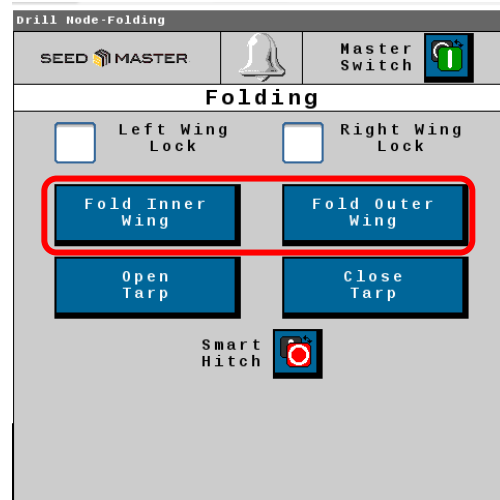 Drill Node-Folding
SEED MASTER
Master
Switch
Folding
Left Wing
Lock
Right Wing
Lock
Fold Inner
Wing
Fold Outer
Wing
Open
Tarp
Close
Tarp
Smart
Hitch